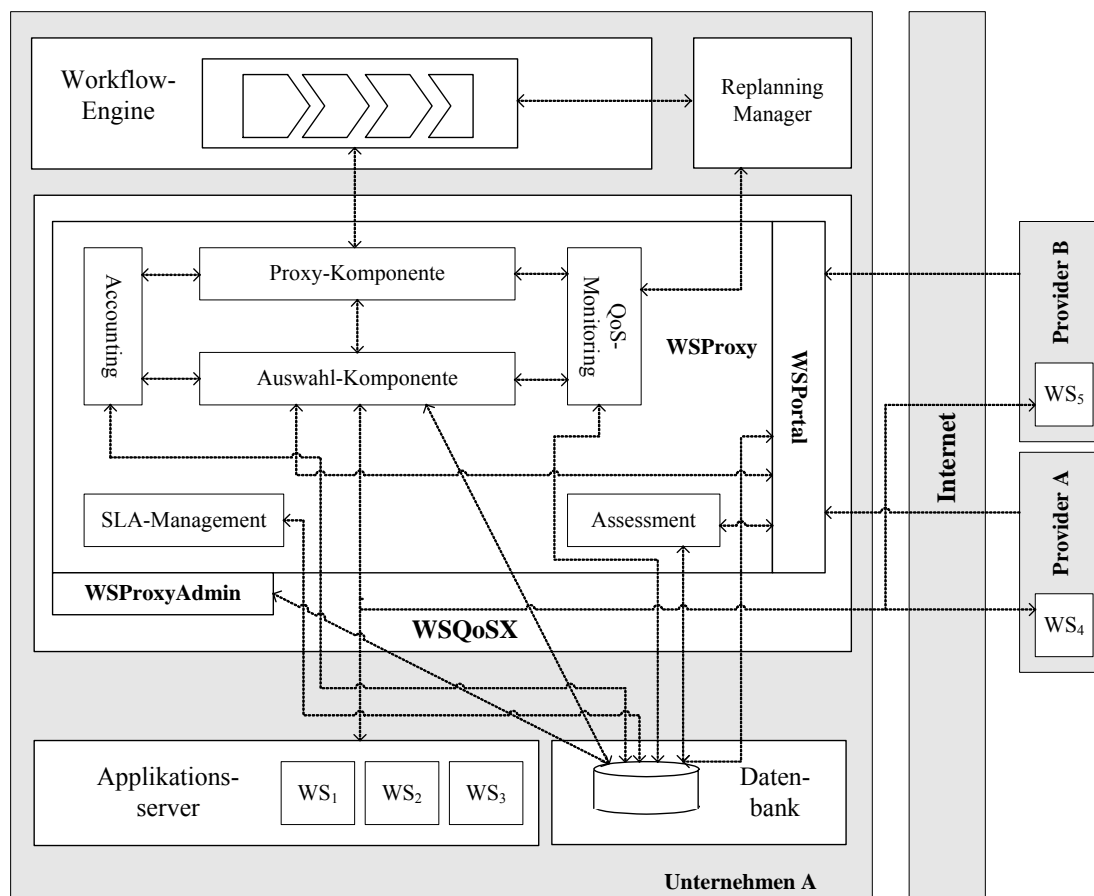 Workflow-
Engine
Replanning
Manager
Proxy-Komponente
Accounting
QoS-
Monitoring
WSProxy
Auswahl-Komponente
WSPortal
SLA-Management
Assessment
WSProxyAdmin
WSQoSX
Internet
Provider B
WS5
Provider A
WS4
Applikations-
server
WS1
WS2
WS3
Daten-
bank
Unternehmen A